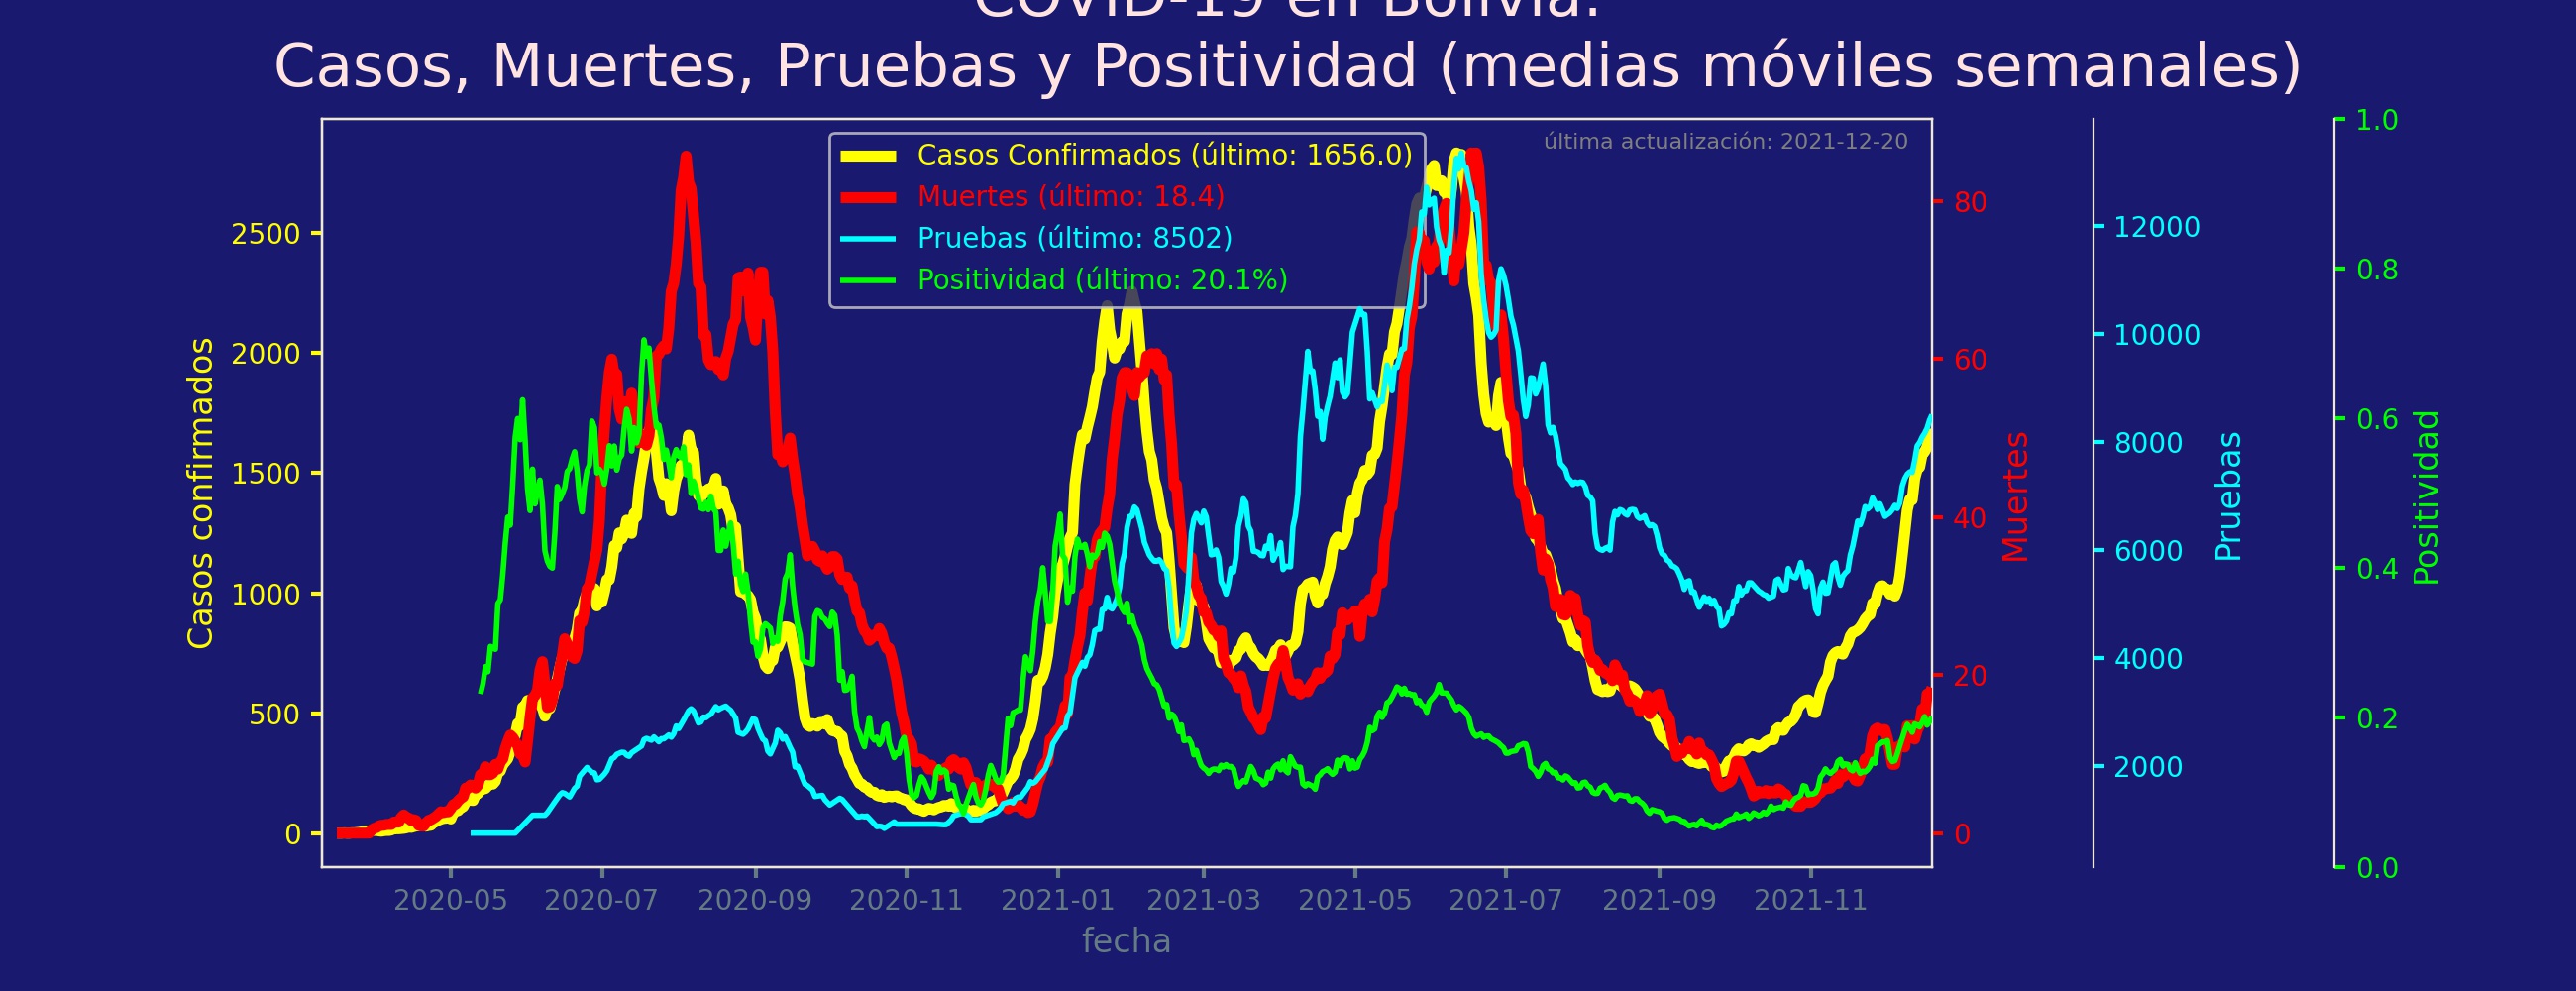 COVID-19 en Bolivia:
Casos, Muertes, Pruebas y Positividad (medias móviles semanales)
última actualización: 2021-12-20
Casos Confirmados (último: 1656.0)
Muertes (último: 18.4)
Pruebas (último: 8502)
Positividad (último: 20.1%)
Casos confirmados
2500
2000
1500
1000
500
0
80
60
40
20
0
Muertes
12000
10000
8000
6000
4000
2000
Pruebas
1.0
0.8
0.6
0.4
0.2
0.0
Positividad
2020-05 2020-07 2020-09 2020-11 2021-01 2021-03 2021-05 2021-07 2021-09 2021-11
fecha